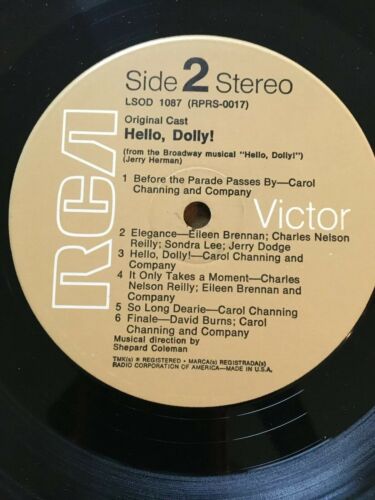 Side 2 Stereo
LSOD 1087 (RPRS-0017)
Original Cast
Hello, Dolly!
(from the Broadway musical "Hello, Dolly!")
(Jerry Herman)
1 Before the Parade Passes By—Carol
Channing and Company
RCA Victor
2 Elegance—Eileen Brennan; Charles Nelson
Reilly; Sondra Lee; Jerry Dodge
3 Hello, Dolly!—Carol Channing and
Company
4 It Only Takes a Moment—Charles
Nelson Reilly; Eileen Brennan and
Company
5 So Long Dearie—Carol Channing
6 Finale—David Burns; Carol
Channing and Company
Musical direction by
Shepard Coleman
TMK(s) ® REGISTERED • MARCA(s) REGISTRADA(s)
RADIO CORPORATION OF AMERICA—MADE IN U.S.A.